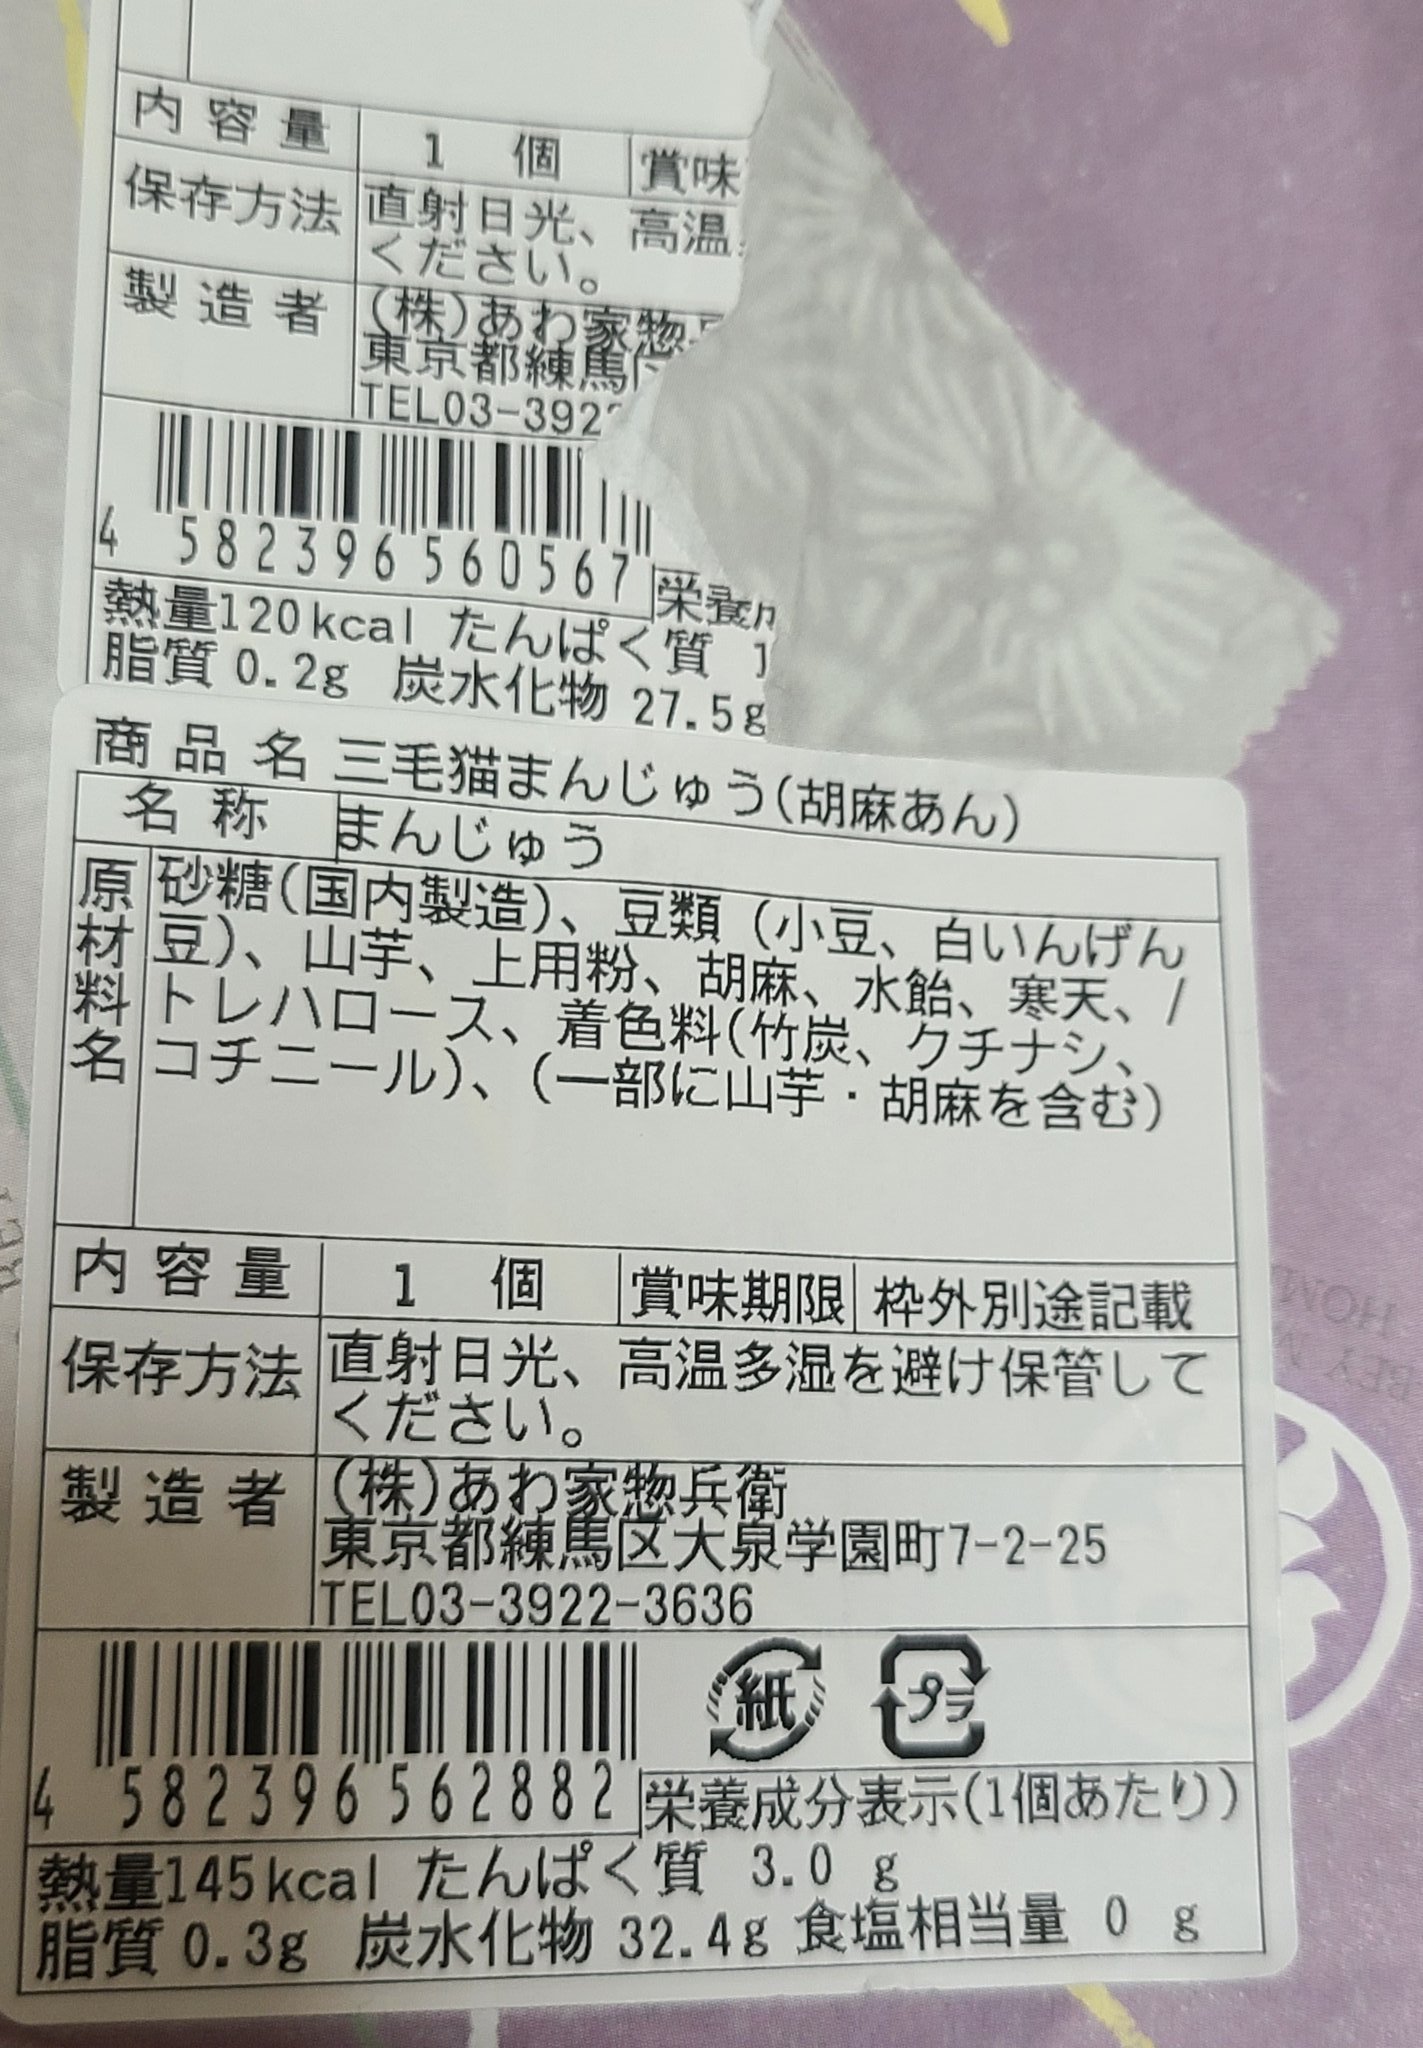 内容量 1 個 賞味
保存方法 直射日光、高温
ください。
製造者 (株)あわ家惣
東京都練馬区
TEL03-3922
4 582396 560567
栄養成
熱量120kcal たんぱく質 1
脂質 0.2g 炭水化物 27.5g
商品名 三毛猫まんじゅう(胡麻あん)
名称 まんじゅう
原材料名 砂糖(国内製造)、豆類(小豆、白いんげん
豆)、山芋、上用粉、胡麻、水飴、寒天、/
トレハロース、着色料(竹炭、クチナシ、
コチニール)、(一部に山芋・胡麻を含む)
内容量 1 個 賞味期限 枠外別途記載
保存方法 直射日光、高温多湿を避け保管して
ください。
製造者 (株)あわ家惣兵衛
東京都練馬区大泉学園町7-2-25
TEL03-3922-3636
紙 プラ
4 582396 562882
栄養成分表示(1個あたり)
熱量145kcal たんぱく質 3.0 g
脂質 0.3g 炭水化物 32.4g 食塩相当量 0 g